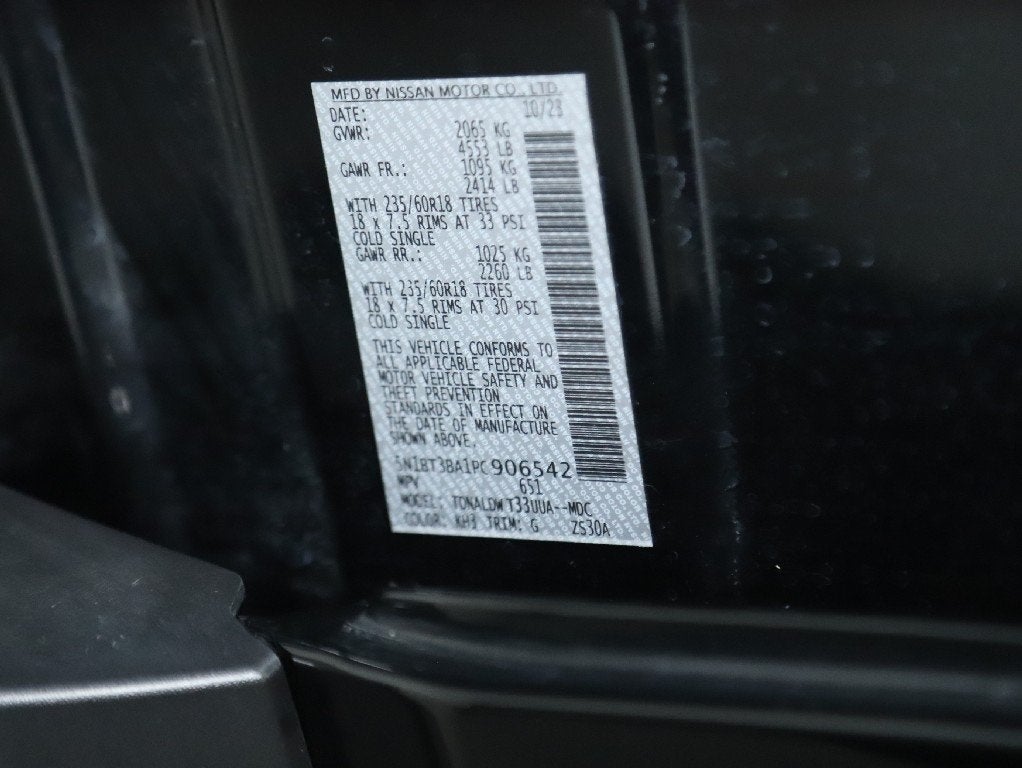 MFD BY NISSAN MOTOR CO., LTD.
DATE: 10/23
GVWR: 2065 KG
4553 LB
GAWR FR.: 1095 KG
2414 LB
WITH 235/60R18 TIRES
18 x 7.5 RIMS AT 33 PSI
COLD SINGLE
GAWR RR.: 1025 KG
2260 LB
WITH 235/60R18 TIRES
18 x 7.5 RIMS AT 30 PSI
COLD SINGLE
THIS VEHICLE CONFORMS TO
ALL APPLICABLE FEDERAL
MOTOR VEHICLE SAFETY AND
THEFT PREVENTION
STANDARDS IN EFFECT ON
THE DATE OF MANUFACTURE
SHOWN ABOVE.
5N1BT3BA1PC906542
MPV 651
MODEL: TONALDW T33UUA--MDC
COLOR: KH3 TRIM: G ZS30A